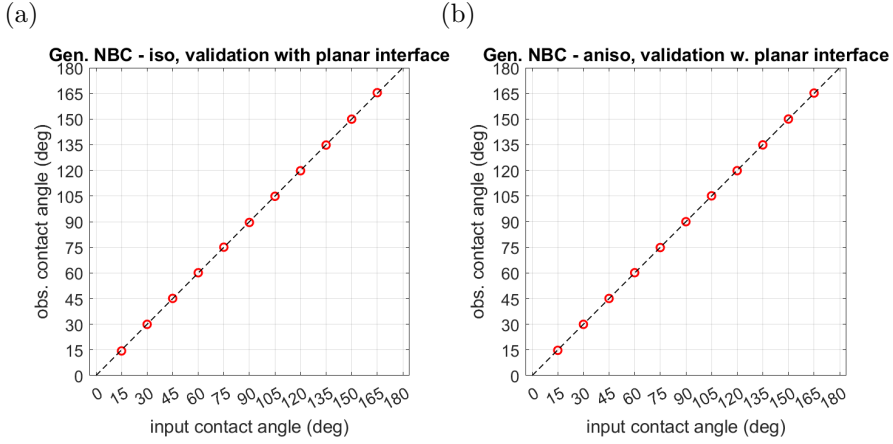 (a)
Gen. NBC - iso, validation with planar interface
180
165
150
135
120
105
90
75
60
45
30
15
0
obs. contact angle (deg)
0 15 30 45 60 75 90 105 120 135 150 165 180
input contact angle (deg)
(b)
Gen. NBC - aniso, validation w. planar interface
180
165
150
135
120
105
90
75
60
45
30
15
0
obs. contact angle (deg)
0 15 30 45 60 75 90 105 120 135 150 165 180
input contact angle (deg)